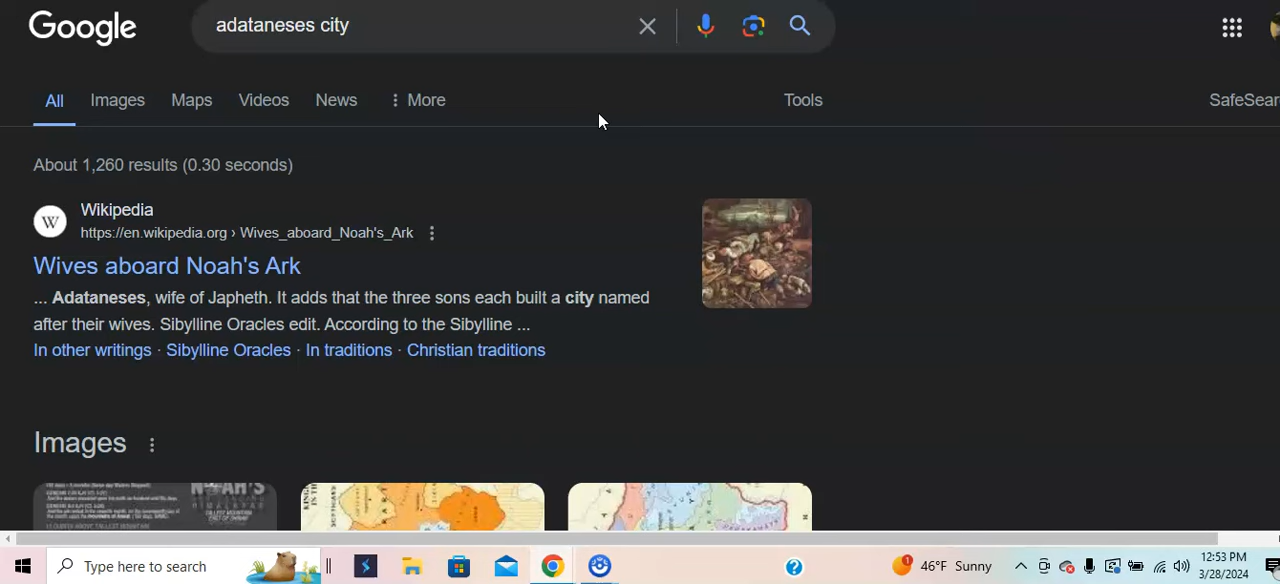 Google
adataneses city
All Images Maps Videos News More Tools SafeSear
About 1,260 results (0.30 seconds)
W Wikipedia
https://en.wikipedia.org › Wives_aboard_Noah's_Ark
Wives aboard Noah's Ark
... Adataneses, wife of Japheth. It adds that the three sons each built a city named
after their wives. Sibylline Oracles edit. According to the Sibylline ...
In other writings · Sibylline Oracles · In traditions · Christian traditions
Images
NOAH'S
Type here to search
46°F Sunny
12:53 PM
3/28/2024